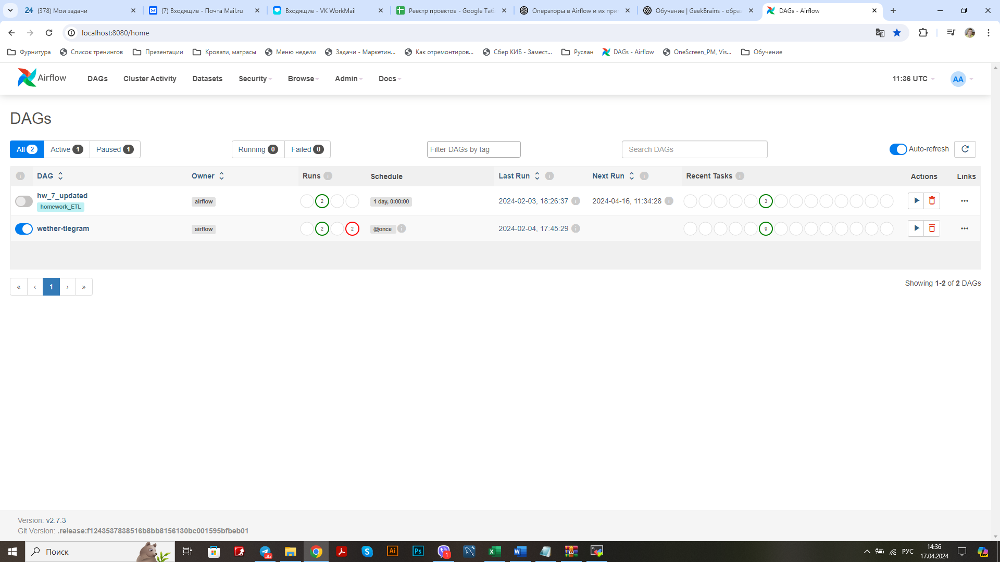 24 (378) Мои задачи
(7) Входящие - Почта Mail.ru
Входящие - VK WorkMail
Реестр проектов - Google Таб
Операторы в Airflow и их при
Обучение | GeekBrains - образ
DAGs - Airflow
localhost:8080/home
Фурнитура
Список тренингов
Презентации
Кровати, матрасы
Меню недели
Задачи - Маркетин...
Как отремонтиров...
Сбер КИБ - Замест...
Руслан
DAGs - Airflow
OneScreen_PM, Vis...
Обучение
Airflow
DAGs
Cluster Activity
Datasets
Security
Browse
Admin
Docs
11:36 UTC
AA
DAGs
All 2
Active 1
Paused 1
Running 0
Failed 0
Filter DAGs by tag
Search DAGs
Auto-refresh
DAG Owner Runs Schedule Last Run Next Run Recent Tasks Actions Links
hw_7_updated airflow 2 1 day, 0:00:00 2024-02-03, 18:26:37 2024-04-16, 11:34:28 3
homework_ETL
wether-tlegram airflow 2 2 @once 2024-02-04, 17:45:29 9
« ‹ 1 › »
Showing 1-2 of 2 DAGs
Version: v2.7.3
Git Version: .release:f1243537838516b8bb8156130bc001595bfbeb01
Поиск
.82
Ai
Ps
1
РУС
14:36
17.04.2024
PRE